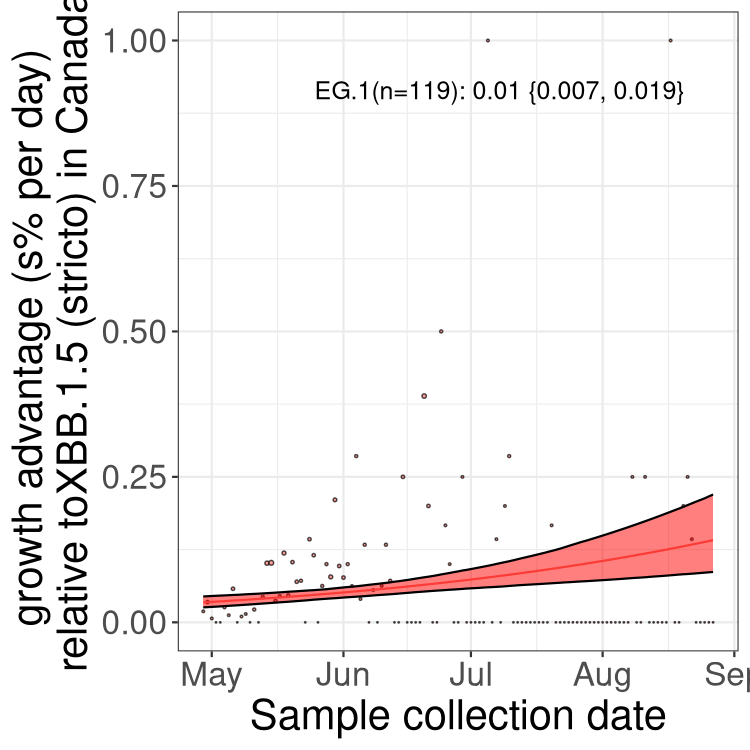 growth advantage (s% per day)
relative toXBB.1.5 (stricto) in Canada
1.00
EG.1(n=119): 0.01 {0.007, 0.019}
0.75
0.50
0.25
0.00
May Jun Jul Aug Sep
Sample collection date